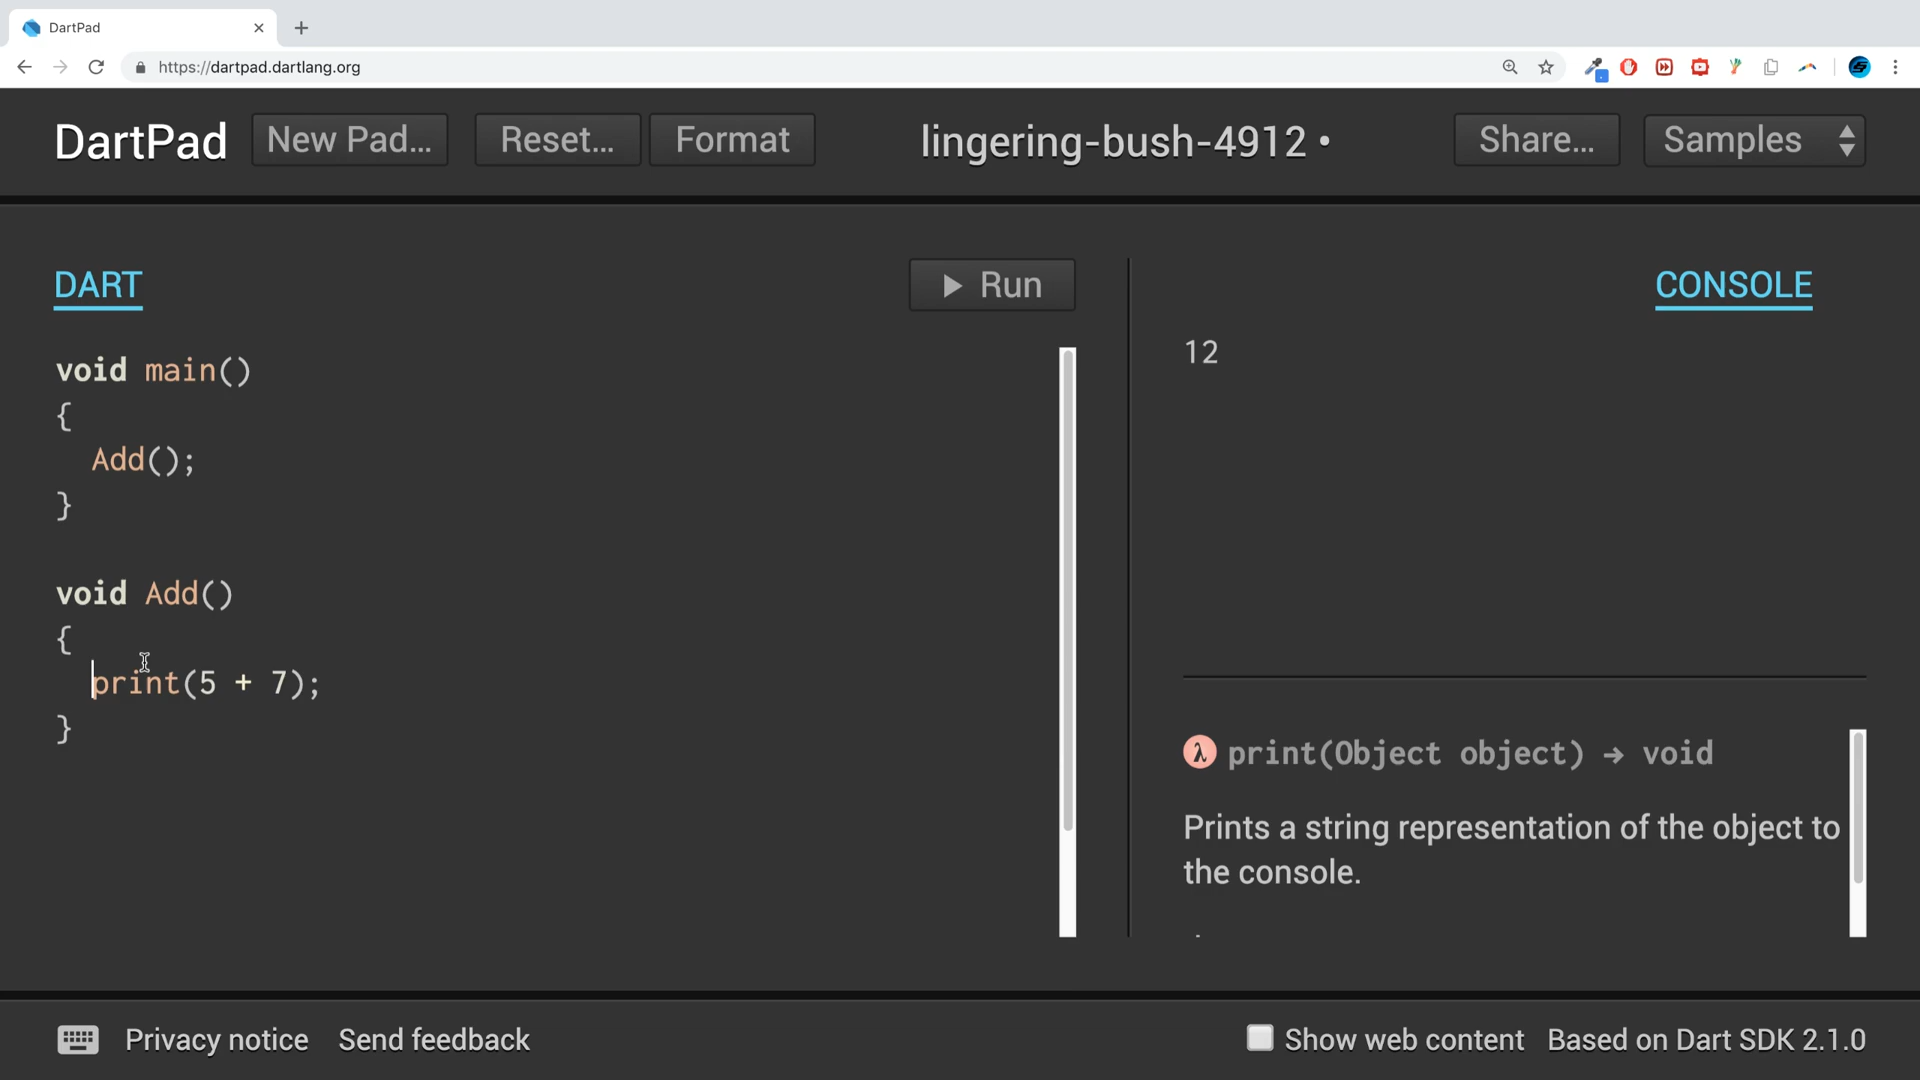 DartPad
https://dartpad.dartlang.org
DartPad
New Pad...
Reset...
Format
lingering-bush-4912 •
Share...
Samples
DART
Run
CONSOLE
void main()
{
  Add();
}
void Add()
{
  print(5 + 7);
}
12
λ print(Object object) → void
Prints a string representation of the object to
the console.
Privacy notice
Send feedback
Show web content
Based on Dart SDK 2.1.0